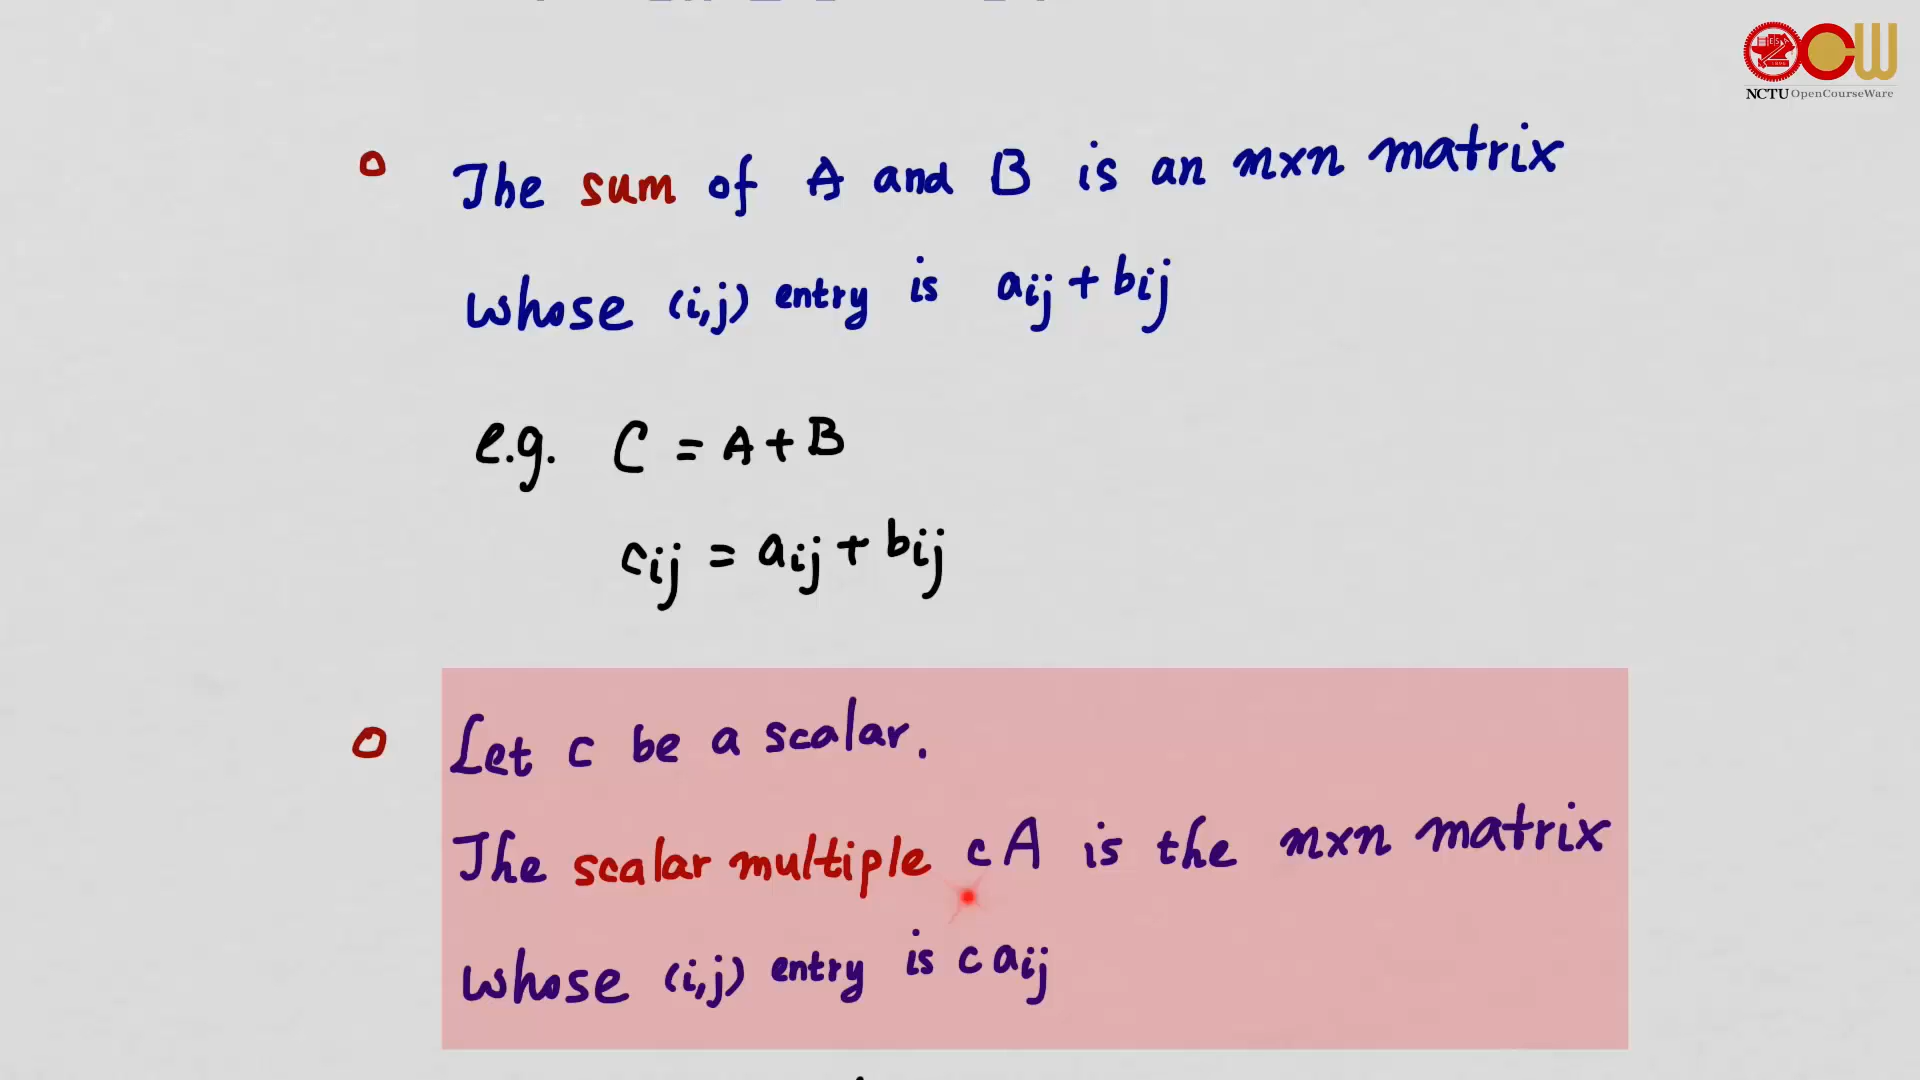 NCTU OpenCourseWare
The sum of A and B is an m×n matrix
whose (i,j) entry is aij + bij
e.g. C = A + B
cij = aij + bij
Let c be a scalar.
The scalar multiple cA is the m×n matrix
whose (i,j) entry is c aij